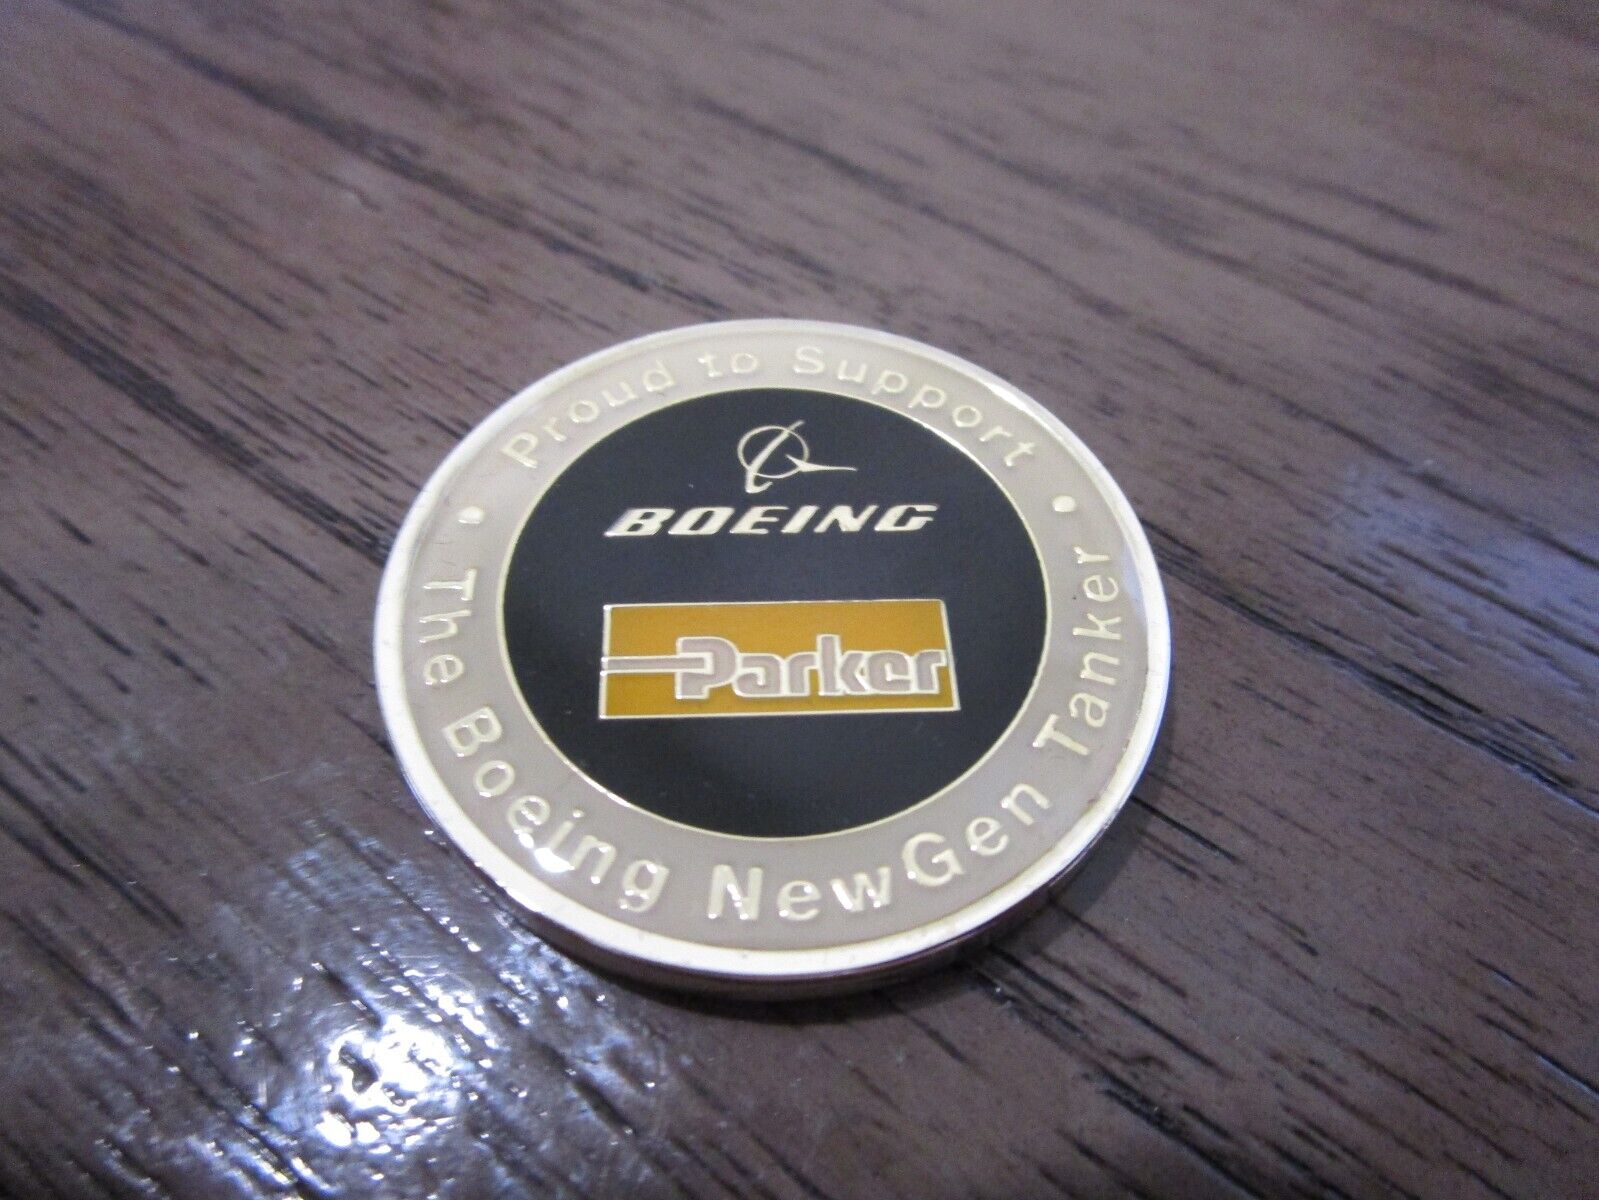 Proud to Support
BOEING
Parker
• The Boeing NewGen Tanker •